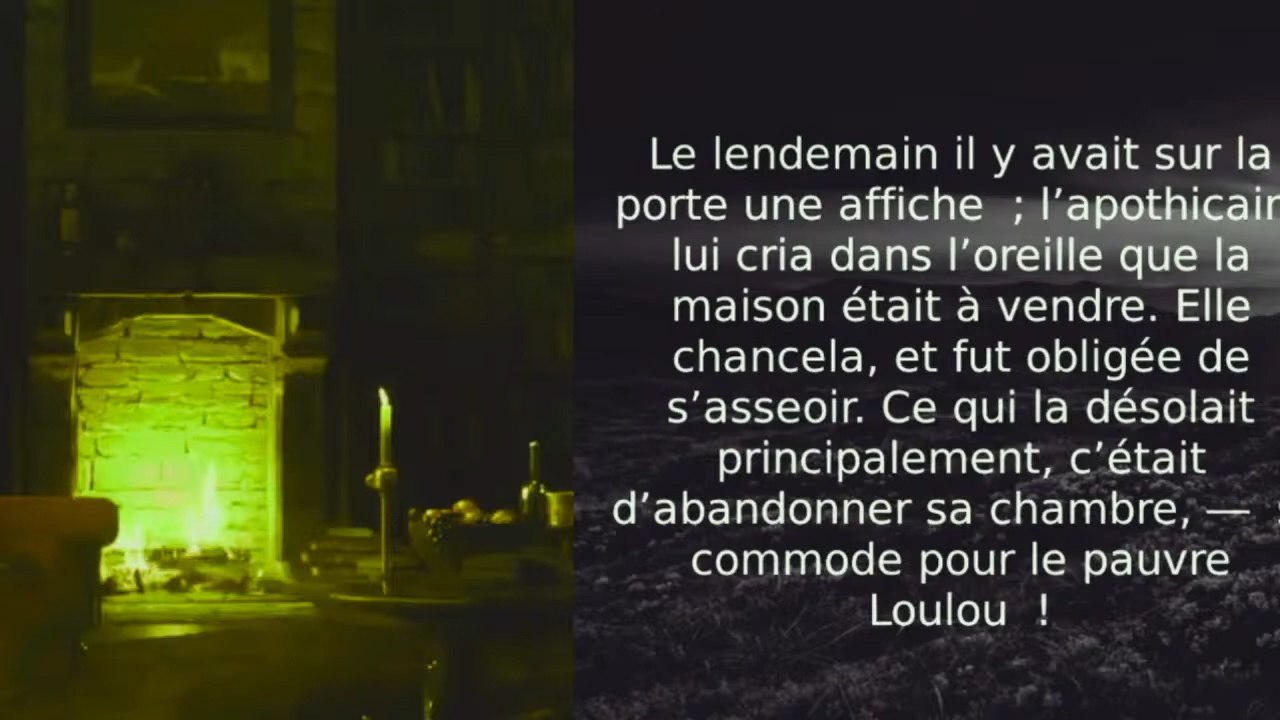 Le lendemain il y avait sur la
porte une affiche  ; l’apothicair
lui cria dans l’oreille que la
maison était à vendre. Elle
chancela, et fut obligée de
s’asseoir. Ce qui la désolait
principalement, c’était
d’abandonner sa chambre, —
commode pour le pauvre
Loulou  !